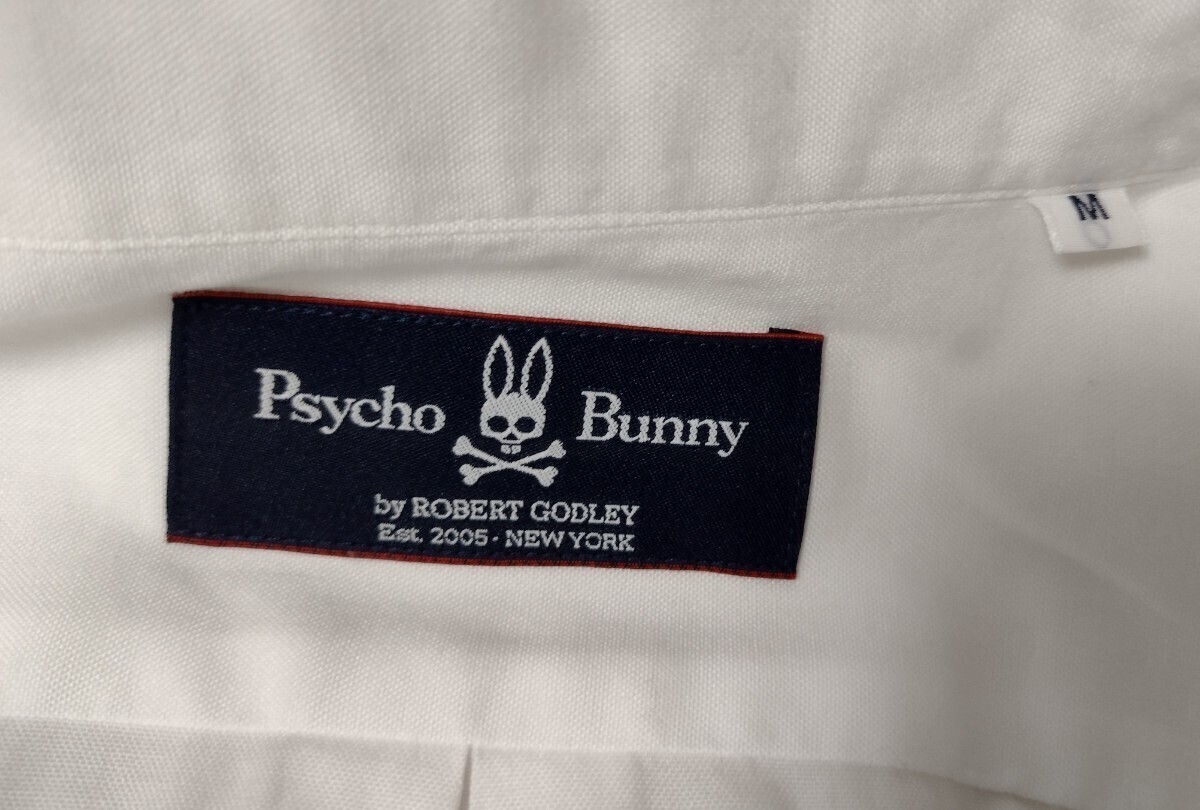 M
Psycho Bunny
by ROBERT GODLEY
Est. 2005 · NEW YORK